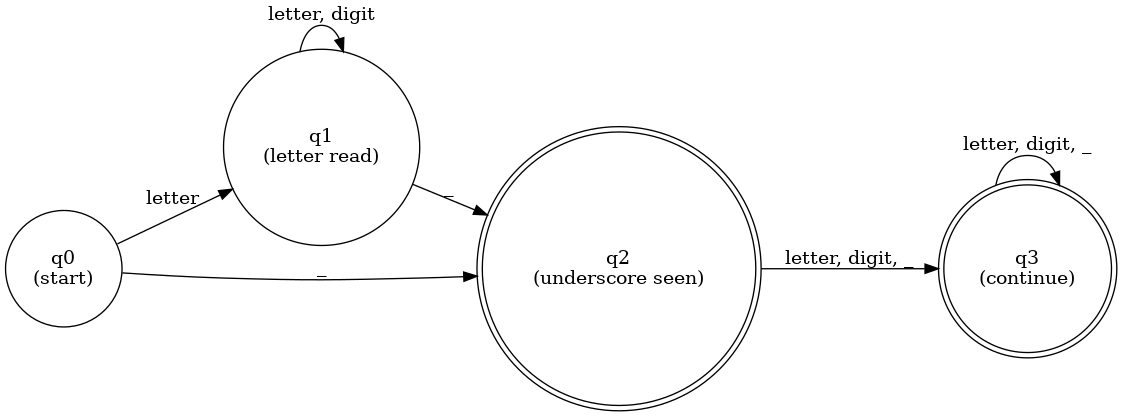 letter, digit
q1
(letter read)
letter
_
q0
(start)
_
q2
(underscore seen)
letter, digit, _
letter, digit, _
q3
(continue)